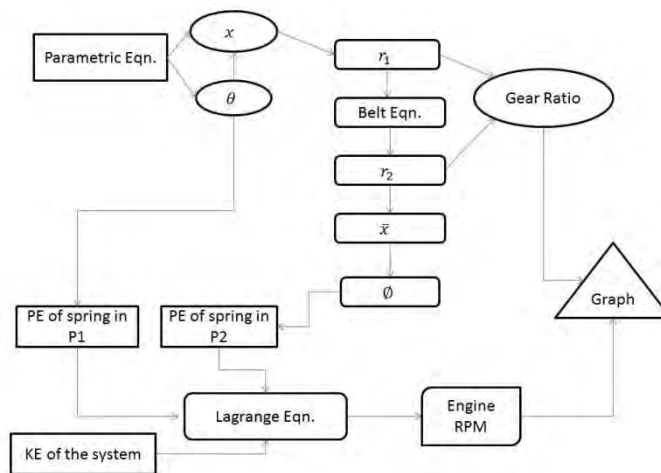 x
Parametric Eqn.
θ
r₁
Belt Eqn.
r₂
x̄
Ø
Gear Ratio
Graph
PE of spring in
P1
PE of spring in
P2
Lagrange Eqn.
Engine
RPM
KE of the system